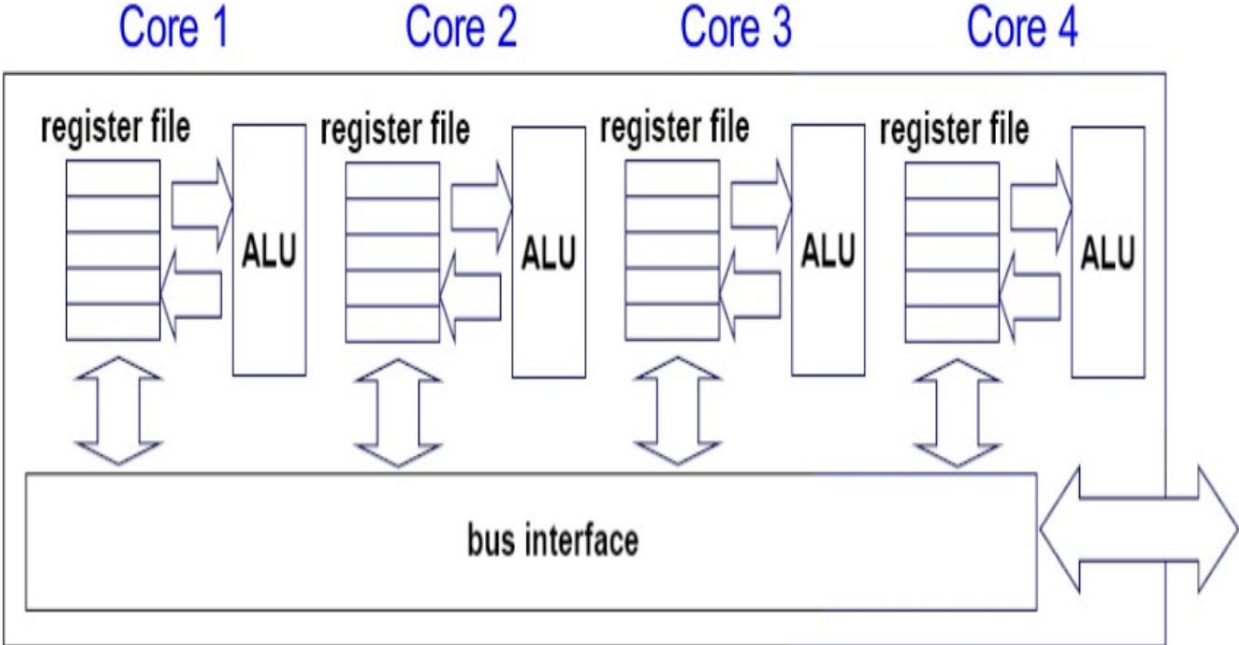 Core 1
Core 2
Core 3
Core 4
register file
register file
register file
register file
ALU
ALU
ALU
ALU
bus interface